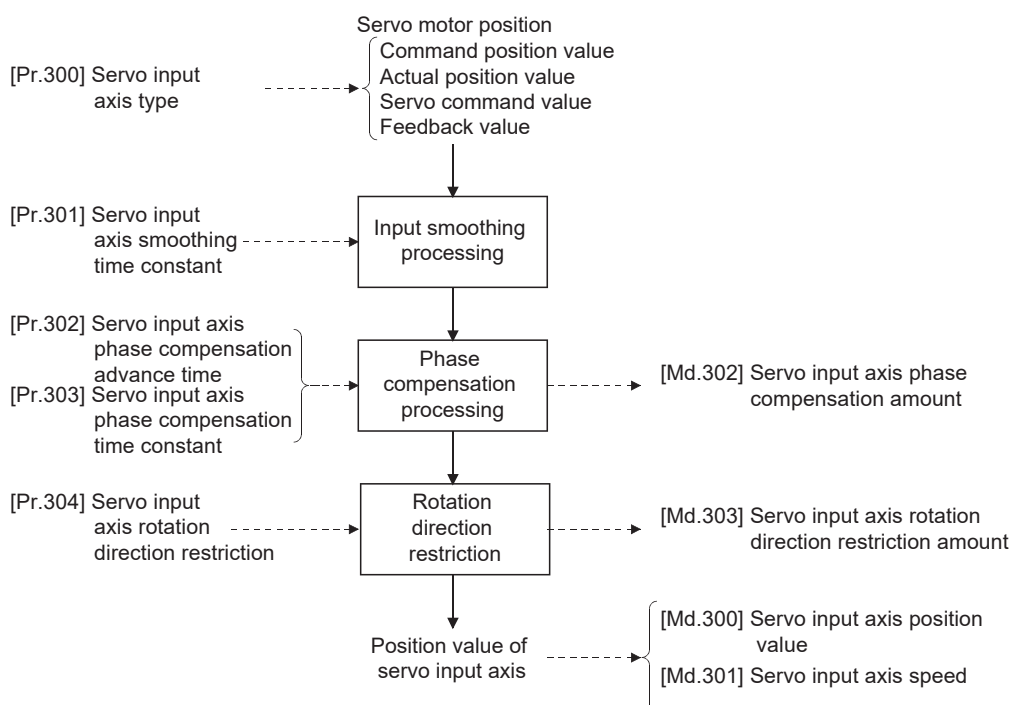 Servo motor position
Command position value
Actual position value
Servo command value
Feedback value
[Pr.300] Servo input
axis type
[Pr.301] Servo input
axis smoothing
time constant
Input smoothing
processing
[Pr.302] Servo input axis
phase compensation
advance time
[Pr.303] Servo input axis
phase compensation
time constant
Phase
compensation
processing
[Md.302] Servo input axis phase
compensation amount
[Pr.304] Servo input
axis rotation
direction restriction
Rotation
direction
restriction
[Md.303] Servo input axis rotation
direction restriction amount
Position value of
servo input axis
[Md.300] Servo input axis position
value
[Md.301] Servo input axis speed